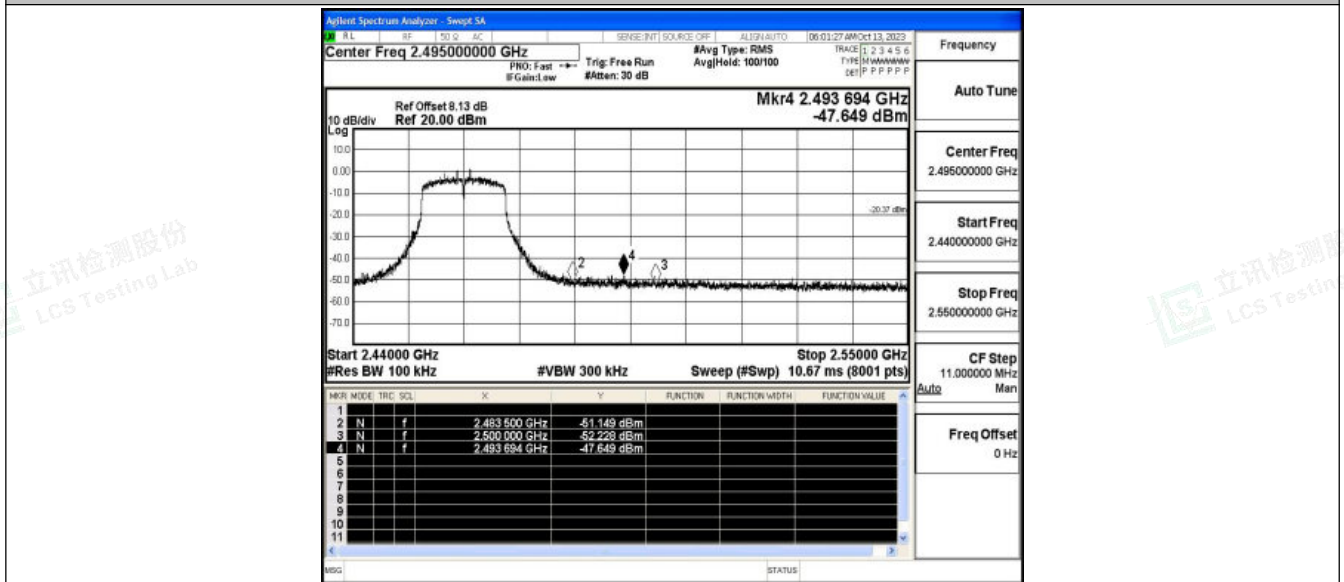 Agilent Spectrum Analyzer - Swept SA
RL RF 50 Ω AC SENSE:INT SOURCE OFF ALIGN AUTO 06:01:27 AM Oct 13, 2023
Center Freq 2.495000000 GHz
PNO: Fast
IFGain:Low
Trig: Free Run
#Atten: 30 dB
#Avg Type: RMS
Avg|Hold: 100/100
TRACE 1 2 3 4 5 6
TYPE M WWWWW
DET P P P P P P
Frequency
Auto Tune
Center Freq
2.495000000 GHz
Start Freq
2.440000000 GHz
Stop Freq
2.550000000 GHz
CF Step
11.000000 MHz
Auto Man
Freq Offset
0 Hz
Mkr4 2.493 694 GHz
-47.649 dBm
Ref Offset 8.13 dB
10 dB/div Ref 20.00 dBm
Log
10.0
0.00
-10.0
-20.0
-30.0
-40.0
-50.0
-60.0
-70.0
-20.37 dBm
2
4
3
Start 2.44000 GHz Stop 2.55000 GHz
#Res BW 100 kHz #VBW 300 kHz Sweep (#Swp) 10.67 ms (8001 pts)
MKR MODE TRC SCL X Y FUNCTION FUNCTION WIDTH FUNCTION VALUE
1
2 N f 2.483 500 GHz -51.149 dBm
3 N f 2.500 000 GHz -52.228 dBm
4 N f 2.493 694 GHz -47.649 dBm
5
6
7
8
9
10
11
MSG STATUS
立讯检测股份
LCS Testing Lab
立讯检测股
LCS Testing